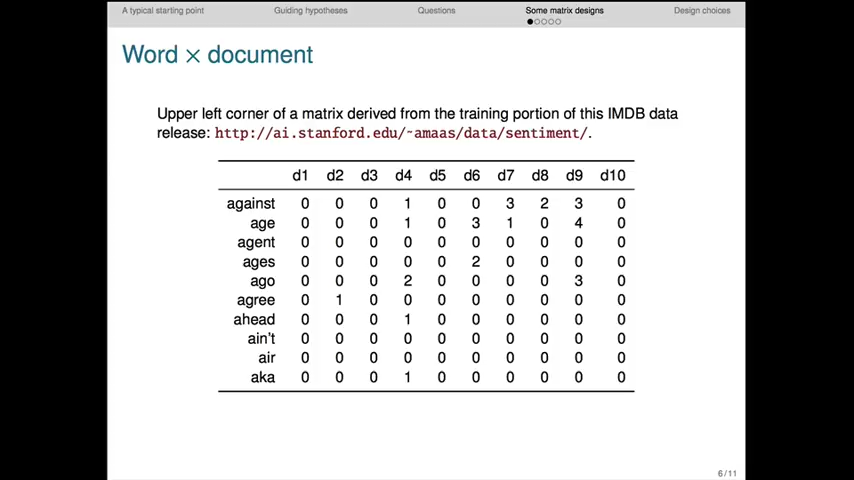 A typical starting point Guiding hypotheses Questions Some matrix designs Design choices
Word × document
Upper left corner of a matrix derived from the training portion of this IMDB data
release: http://ai.stanford.edu/~amaas/data/sentiment/.
d1 d2 d3 d4 d5 d6 d7 d8 d9 d10
against 0 0 0 1 0 0 3 2 3 0
age 0 0 0 1 0 3 1 0 4 0
agent 0 0 0 0 0 0 0 0 0 0
ages 0 0 0 0 0 2 0 0 0 0
ago 0 0 0 2 0 0 0 0 3 0
agree 0 1 0 0 0 0 0 0 0 0
ahead 0 0 0 1 0 0 0 0 0 0
ain't 0 0 0 0 0 0 0 0 0 0
air 0 0 0 0 0 0 0 0 0 0
aka 0 0 0 1 0 0 0 0 0 0
6/11